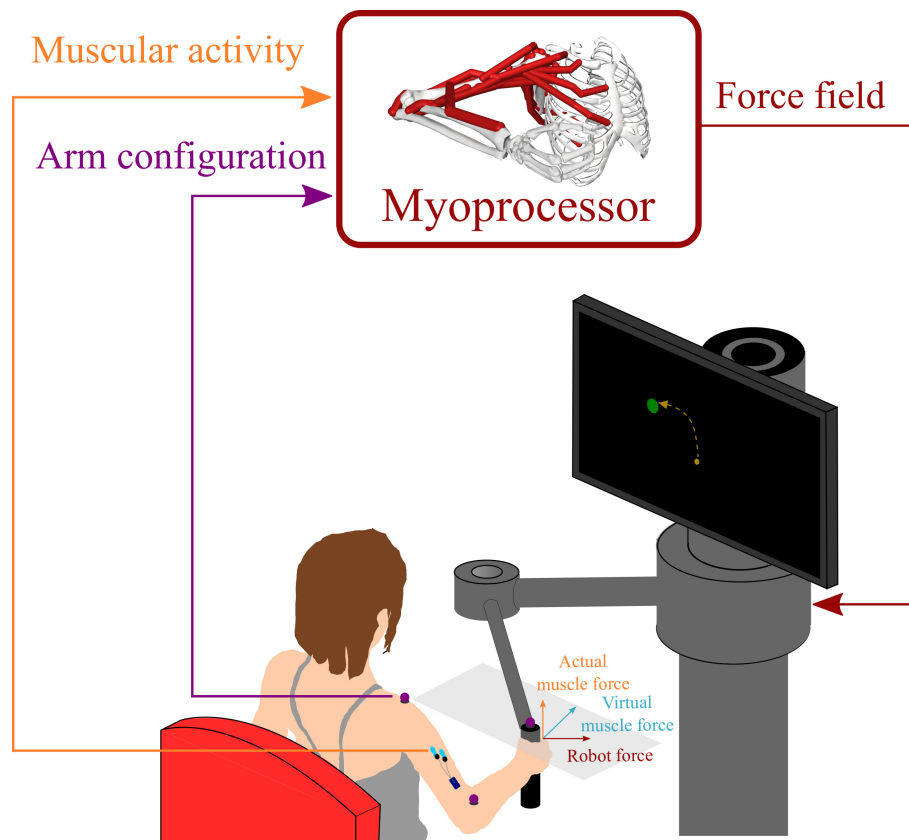 Muscular activity
Arm configuration
Myoprocessor
Force field
Actual
muscle force
Virtual
muscle force
Robot force